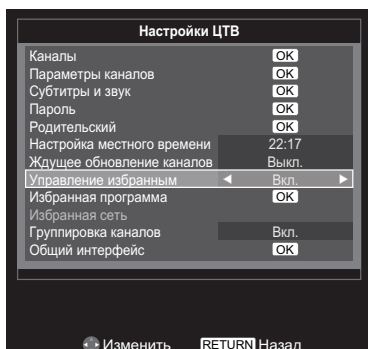 Настройки ЦТВ
Каналы OK
Параметры каналов OK
Субтитры и звук OK
Пароль OK
Родительский OK
Настройка местного времени 22:17
Ждущее обновление каналов Выкл.
Управление избранным Вкл.
Избранная программа OK
Избранная сеть
Группировка каналов Вкл.
Общий интерфейс OK
Изменить RETURN Назад